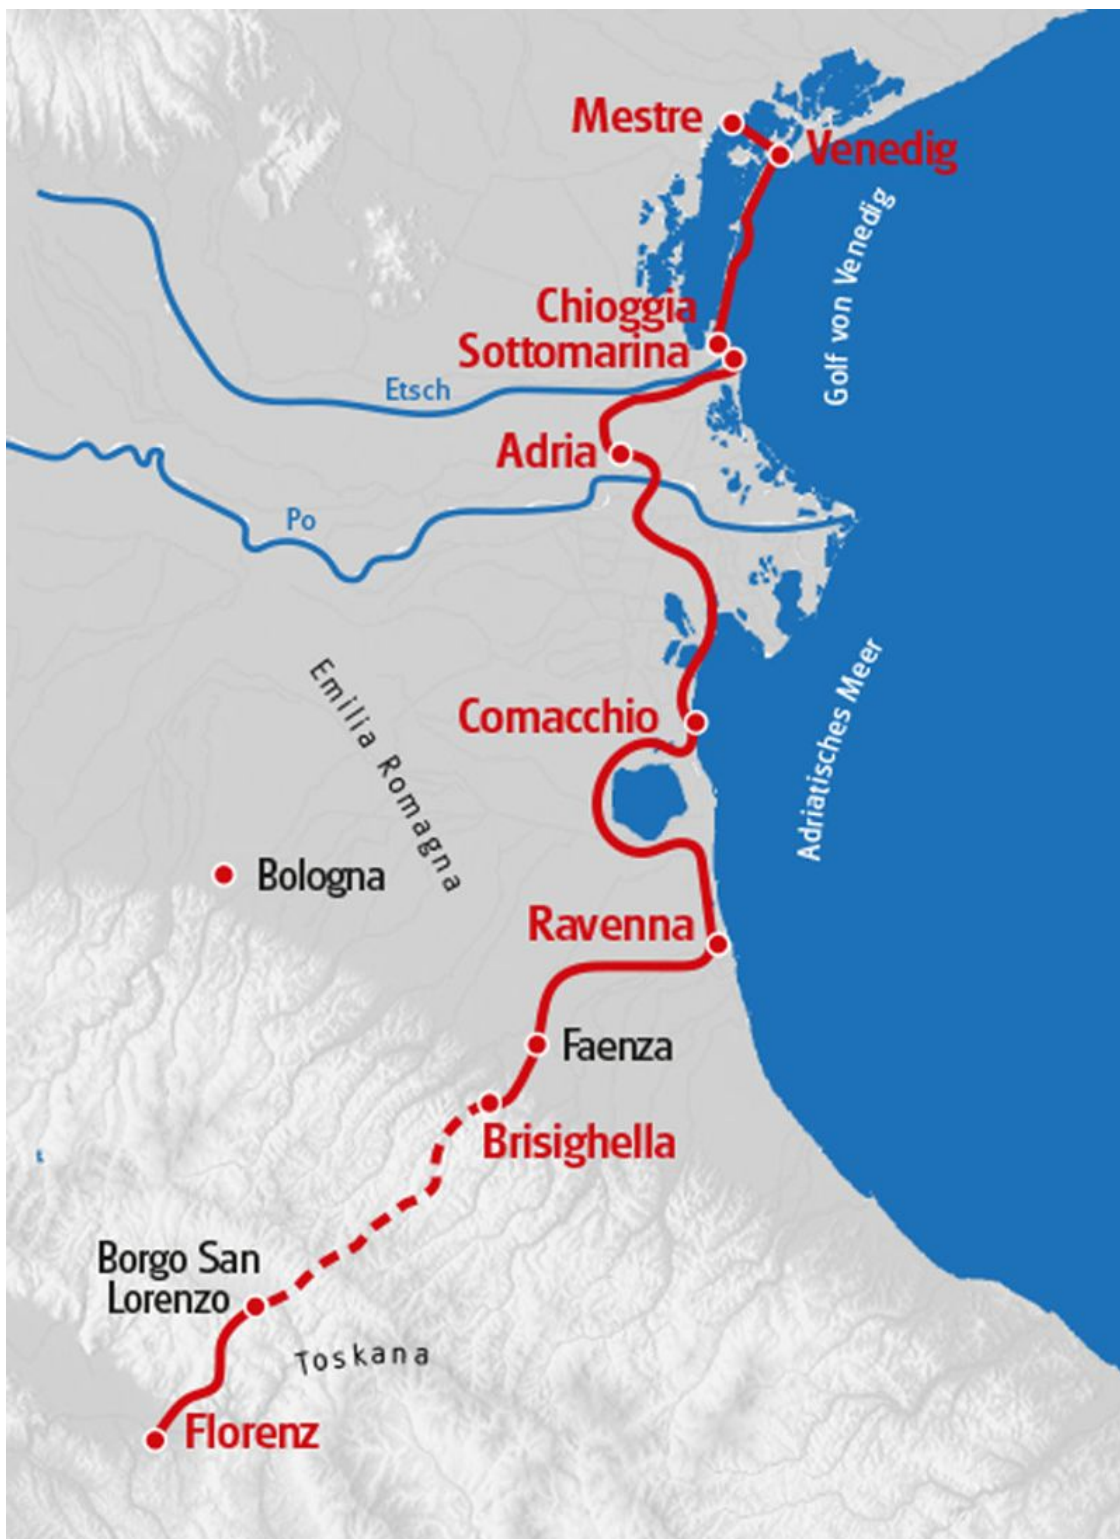 Mestre
Venedig
Golf von Venedig
Chioggia
Sottomarina
Etsch
Adria
Po
Emilia Romagna
Adriatisches Meer
Comacchio
Bologna
Ravenna
Faenza
Brisighella
Borgo San
Lorenzo
Toskana
Florenz